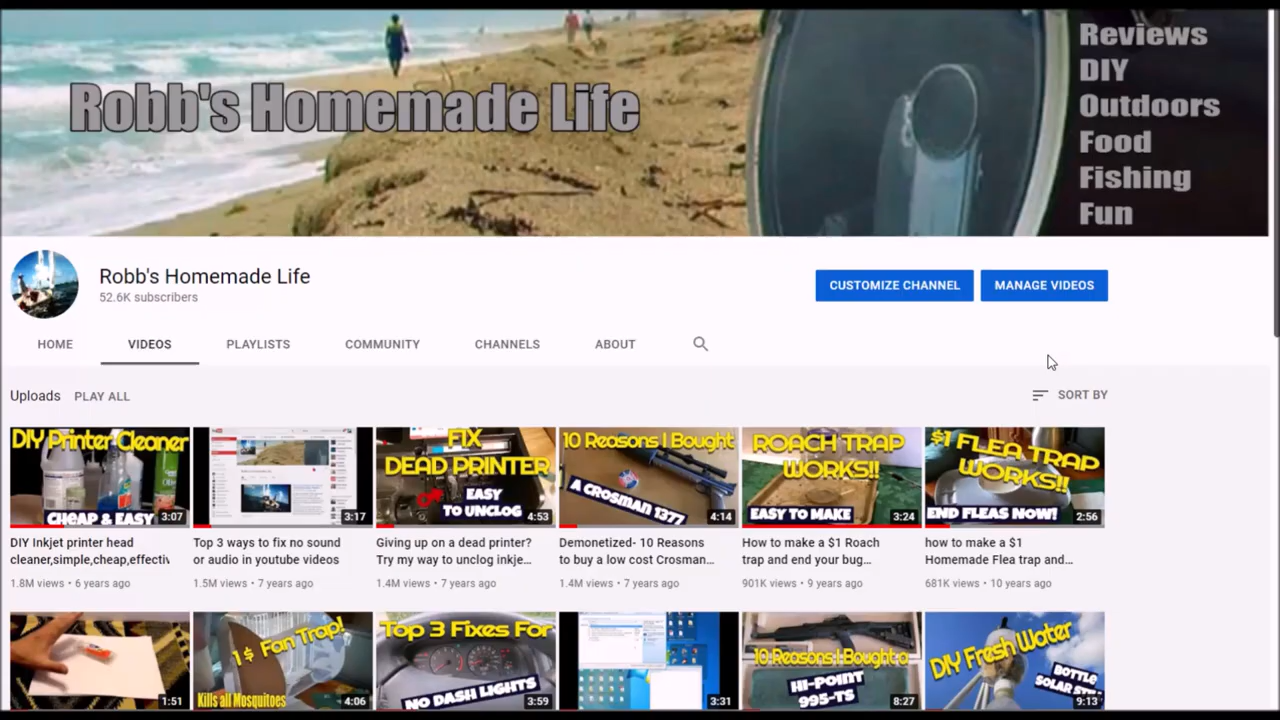 Reviews
DIY
Outdoors
Food
Fishing
Fun
Robb's Homemade Life
Robb's Homemade Life
52.6K subscribers
CUSTOMIZE CHANNEL
MANAGE VIDEOS
HOME
VIDEOS
PLAYLISTS
COMMUNITY
CHANNELS
ABOUT
Uploads
PLAY ALL
SORT BY
DIY Printer Cleaner
CHEAP & EASY
3:07
DIY Inkjet printer head
cleaner,simple,cheap,effectiv
1.8M views • 6 years ago
3:17
Top 3 ways to fix no sound
or audio in youtube videos
1.5M views • 7 years ago
FIX
DEAD PRINTER
EASY
TO UNCLOG
4:53
Giving up on a dead printer?
Try my way to unclog inkje...
1.4M views • 7 years ago
10 Reasons I Bought
A CROSMAN 1377
4:14
Demonetized- 10 Reasons
to buy a low cost Crosman...
1.4M views • 7 years ago
ROACH TRAP
WORKS!!
EASY TO MAKE
3:24
How to make a $1 Roach
trap and end your bug...
901K views • 9 years ago
$1 FLEA TRAP
WORKS!!
END FLEAS NOW!
2:56
how to make a $1
Homemade Flea trap and...
681K views • 10 years ago
1:51
1$ Fan Trap!
Kills all Mosquitoes
4:06
Top 3 Fixes For
NO DASH LIGHTS
3:59
3:31
10 Reasons I Bought a
HI-POINT
995-TS
8:27
DIY Fresh Water
BOTTLE
SOLAR
9:13